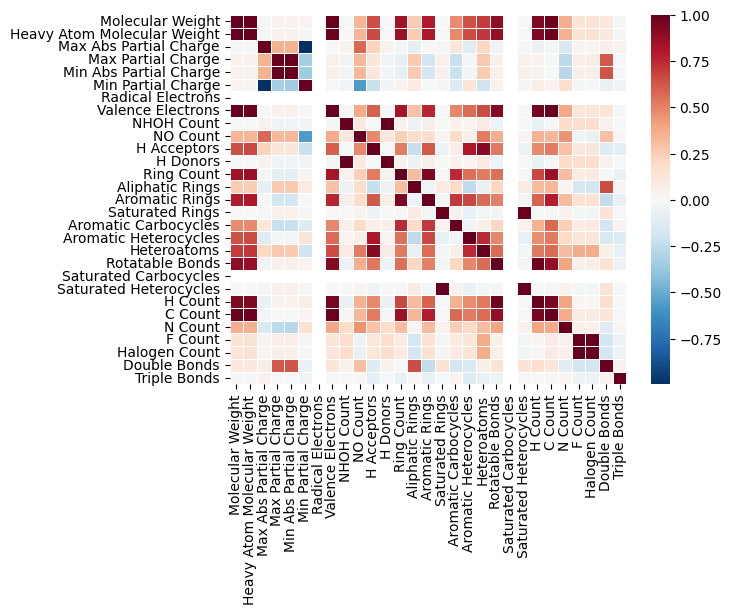 Molecular Weight
Heavy Atom Molecular Weight
Max Abs Partial Charge
Max Partial Charge
Min Abs Partial Charge
Min Partial Charge
Radical Electrons
Valence Electrons
NHOH Count
NO Count
H Acceptors
H Donors
Ring Count
Aliphatic Rings
Aromatic Rings
Saturated Rings
Aromatic Carbocycles
Aromatic Heterocycles
Heteroatoms
Rotatable Bonds
Saturated Carbocycles
Saturated Heterocycles
H Count
C Count
N Count
F Count
Halogen Count
Double Bonds
Triple Bonds
Molecular Weight
Heavy Atom Molecular Weight
Max Abs Partial Charge
Max Partial Charge
Min Abs Partial Charge
Min Partial Charge
Radical Electrons
Valence Electrons
NHOH Count
NO Count
H Acceptors
H Donors
Ring Count
Aliphatic Rings
Aromatic Rings
Saturated Rings
Aromatic Carbocycles
Aromatic Heterocycles
Heteroatoms
Rotatable Bonds
Saturated Carbocycles
Saturated Heterocycles
H Count
C Count
N Count
F Count
Halogen Count
Double Bonds
Triple Bonds
1.00
0.75
0.50
0.25
0.00
−0.25
−0.50
−0.75